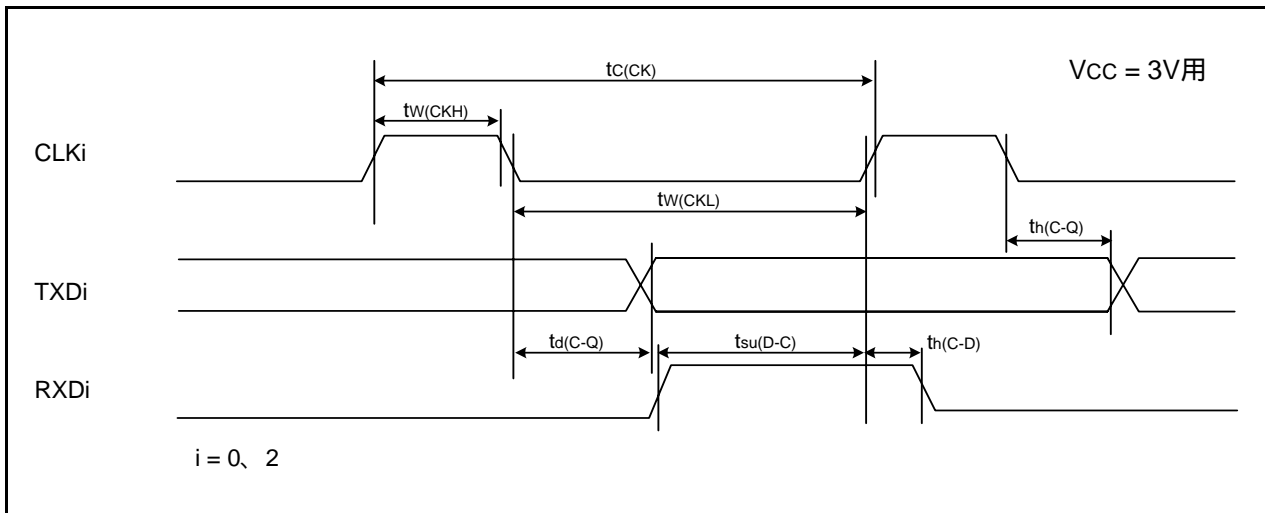 tC(CK)
VCC = 3V用
tW(CKH)
CLKi
tW(CKL)
th(C-Q)
TXDi
td(C-Q)
tsu(D-C)
th(C-D)
RXDi
i = 0、2